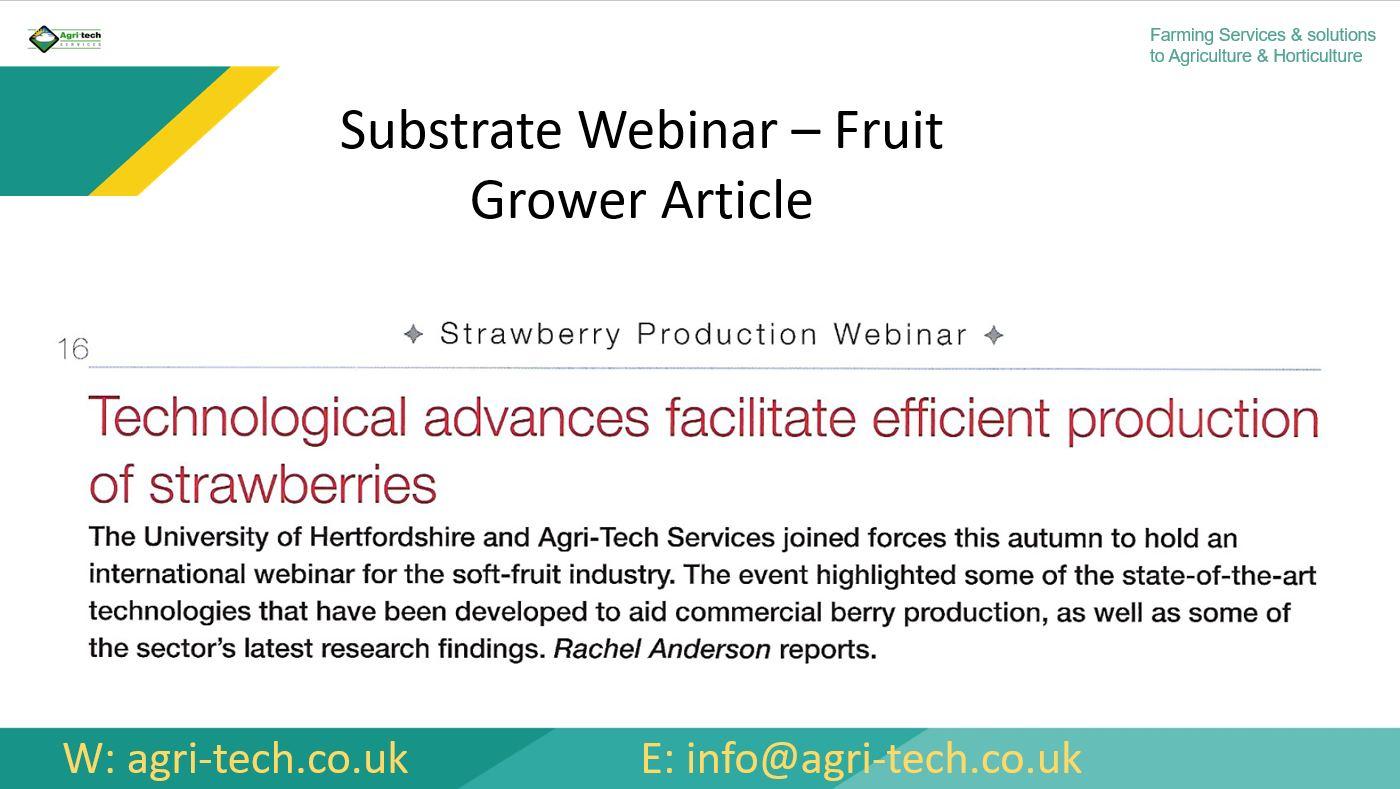 Agri-tech
SERVICES
Farming Services & solutions
to Agriculture & Horticulture
Substrate Webinar – Fruit
Grower Article
16
✦ Strawberry Production Webinar ✦
Technological advances facilitate efficient production
of strawberries
The University of Hertfordshire and Agri-Tech Services joined forces this autumn to hold an
international webinar for the soft-fruit industry. The event highlighted some of the state-of-the-art
technologies that have been developed to aid commercial berry production, as well as some of
the sector's latest research findings. Rachel Anderson reports.
W: agri-tech.co.uk
E: info@agri-tech.co.uk